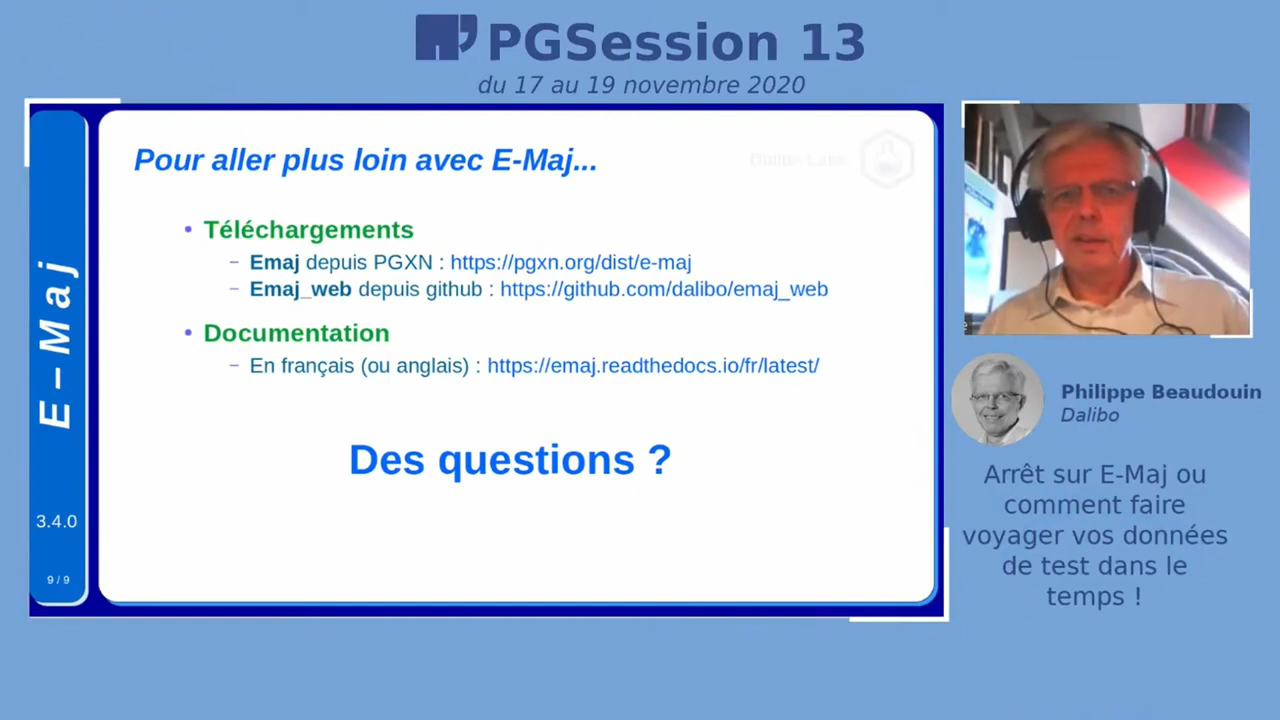 PGSession 13
du 17 au 19 novembre 2020
E-Maj
3.4.0
9 / 9
Pour aller plus loin avec E-Maj...
• Téléchargements
– Emaj depuis PGXN : https://pgxn.org/dist/e-maj
– Emaj_web depuis github : https://github.com/dalibo/emaj_web
• Documentation
– En français (ou anglais) : https://emaj.readthedocs.io/fr/latest/
Des questions ?
Philippe Beaudouin
Dalibo
Arrêt sur E-Maj ou
comment faire
voyager vos données
de test dans le
temps !